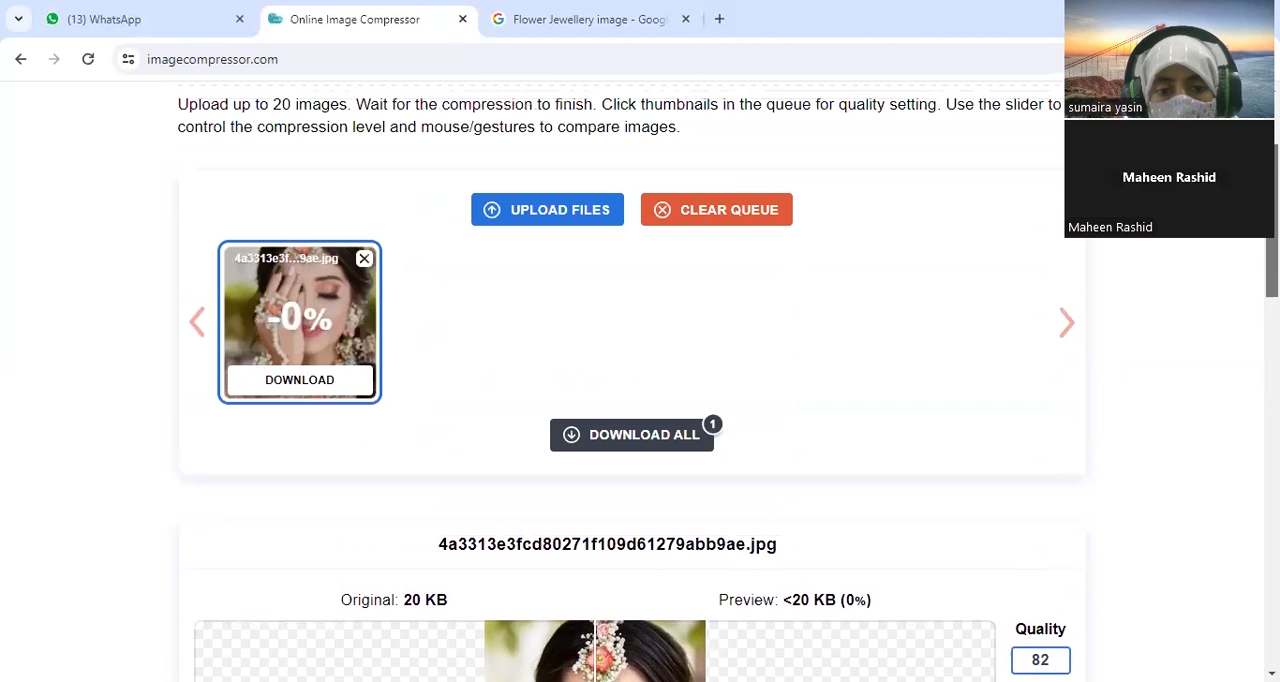 (13) WhatsApp
Online Image Compressor
Flower Jewellery image - Goog
imagecompressor.com
Upload up to 20 images. Wait for the compression to finish. Click thumbnails in the queue for quality setting. Use the slider to
control the compression level and mouse/gestures to compare images.
sumaira yasin
Maheen Rashid
Maheen Rashid
UPLOAD FILES
CLEAR QUEUE
4a3313e3f...9ae.jpg
-0%
DOWNLOAD
DOWNLOAD ALL
1
4a3313e3fcd80271f109d61279abb9ae.jpg
Original: 20 KB
Preview: <20 KB (0%)
Quality
82